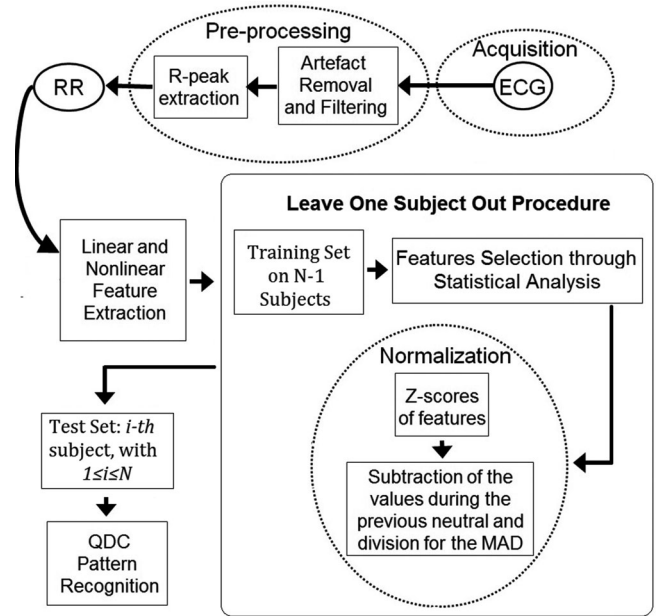 Pre-processing
Acquisition
RR
R-peak
extraction
Artefact
Removal
and Filtering
ECG
Leave One Subject Out Procedure
Linear and
Nonlinear
Feature
Extraction
Training Set
on N-1
Subjects
Features Selection through
Statistical Analysis
Normalization
Z-scores
of features
Subtraction of the
values during the
previous neutral and
division for the MAD
Test Set: i-th
subject, with
1≤i≤N
QDC
Pattern
Recognition